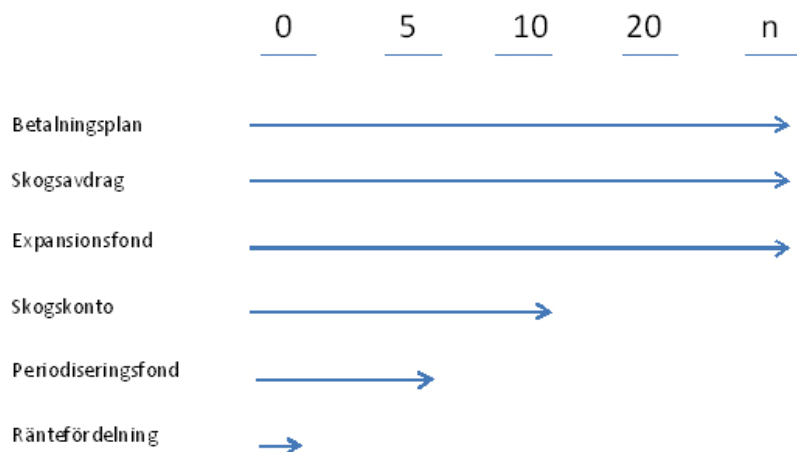 0 5 10 20 n
Betalningsplan
Skogsavdrag
Expansionsfond
Skogskonto
Periodiseringsfond
Räntefördelning